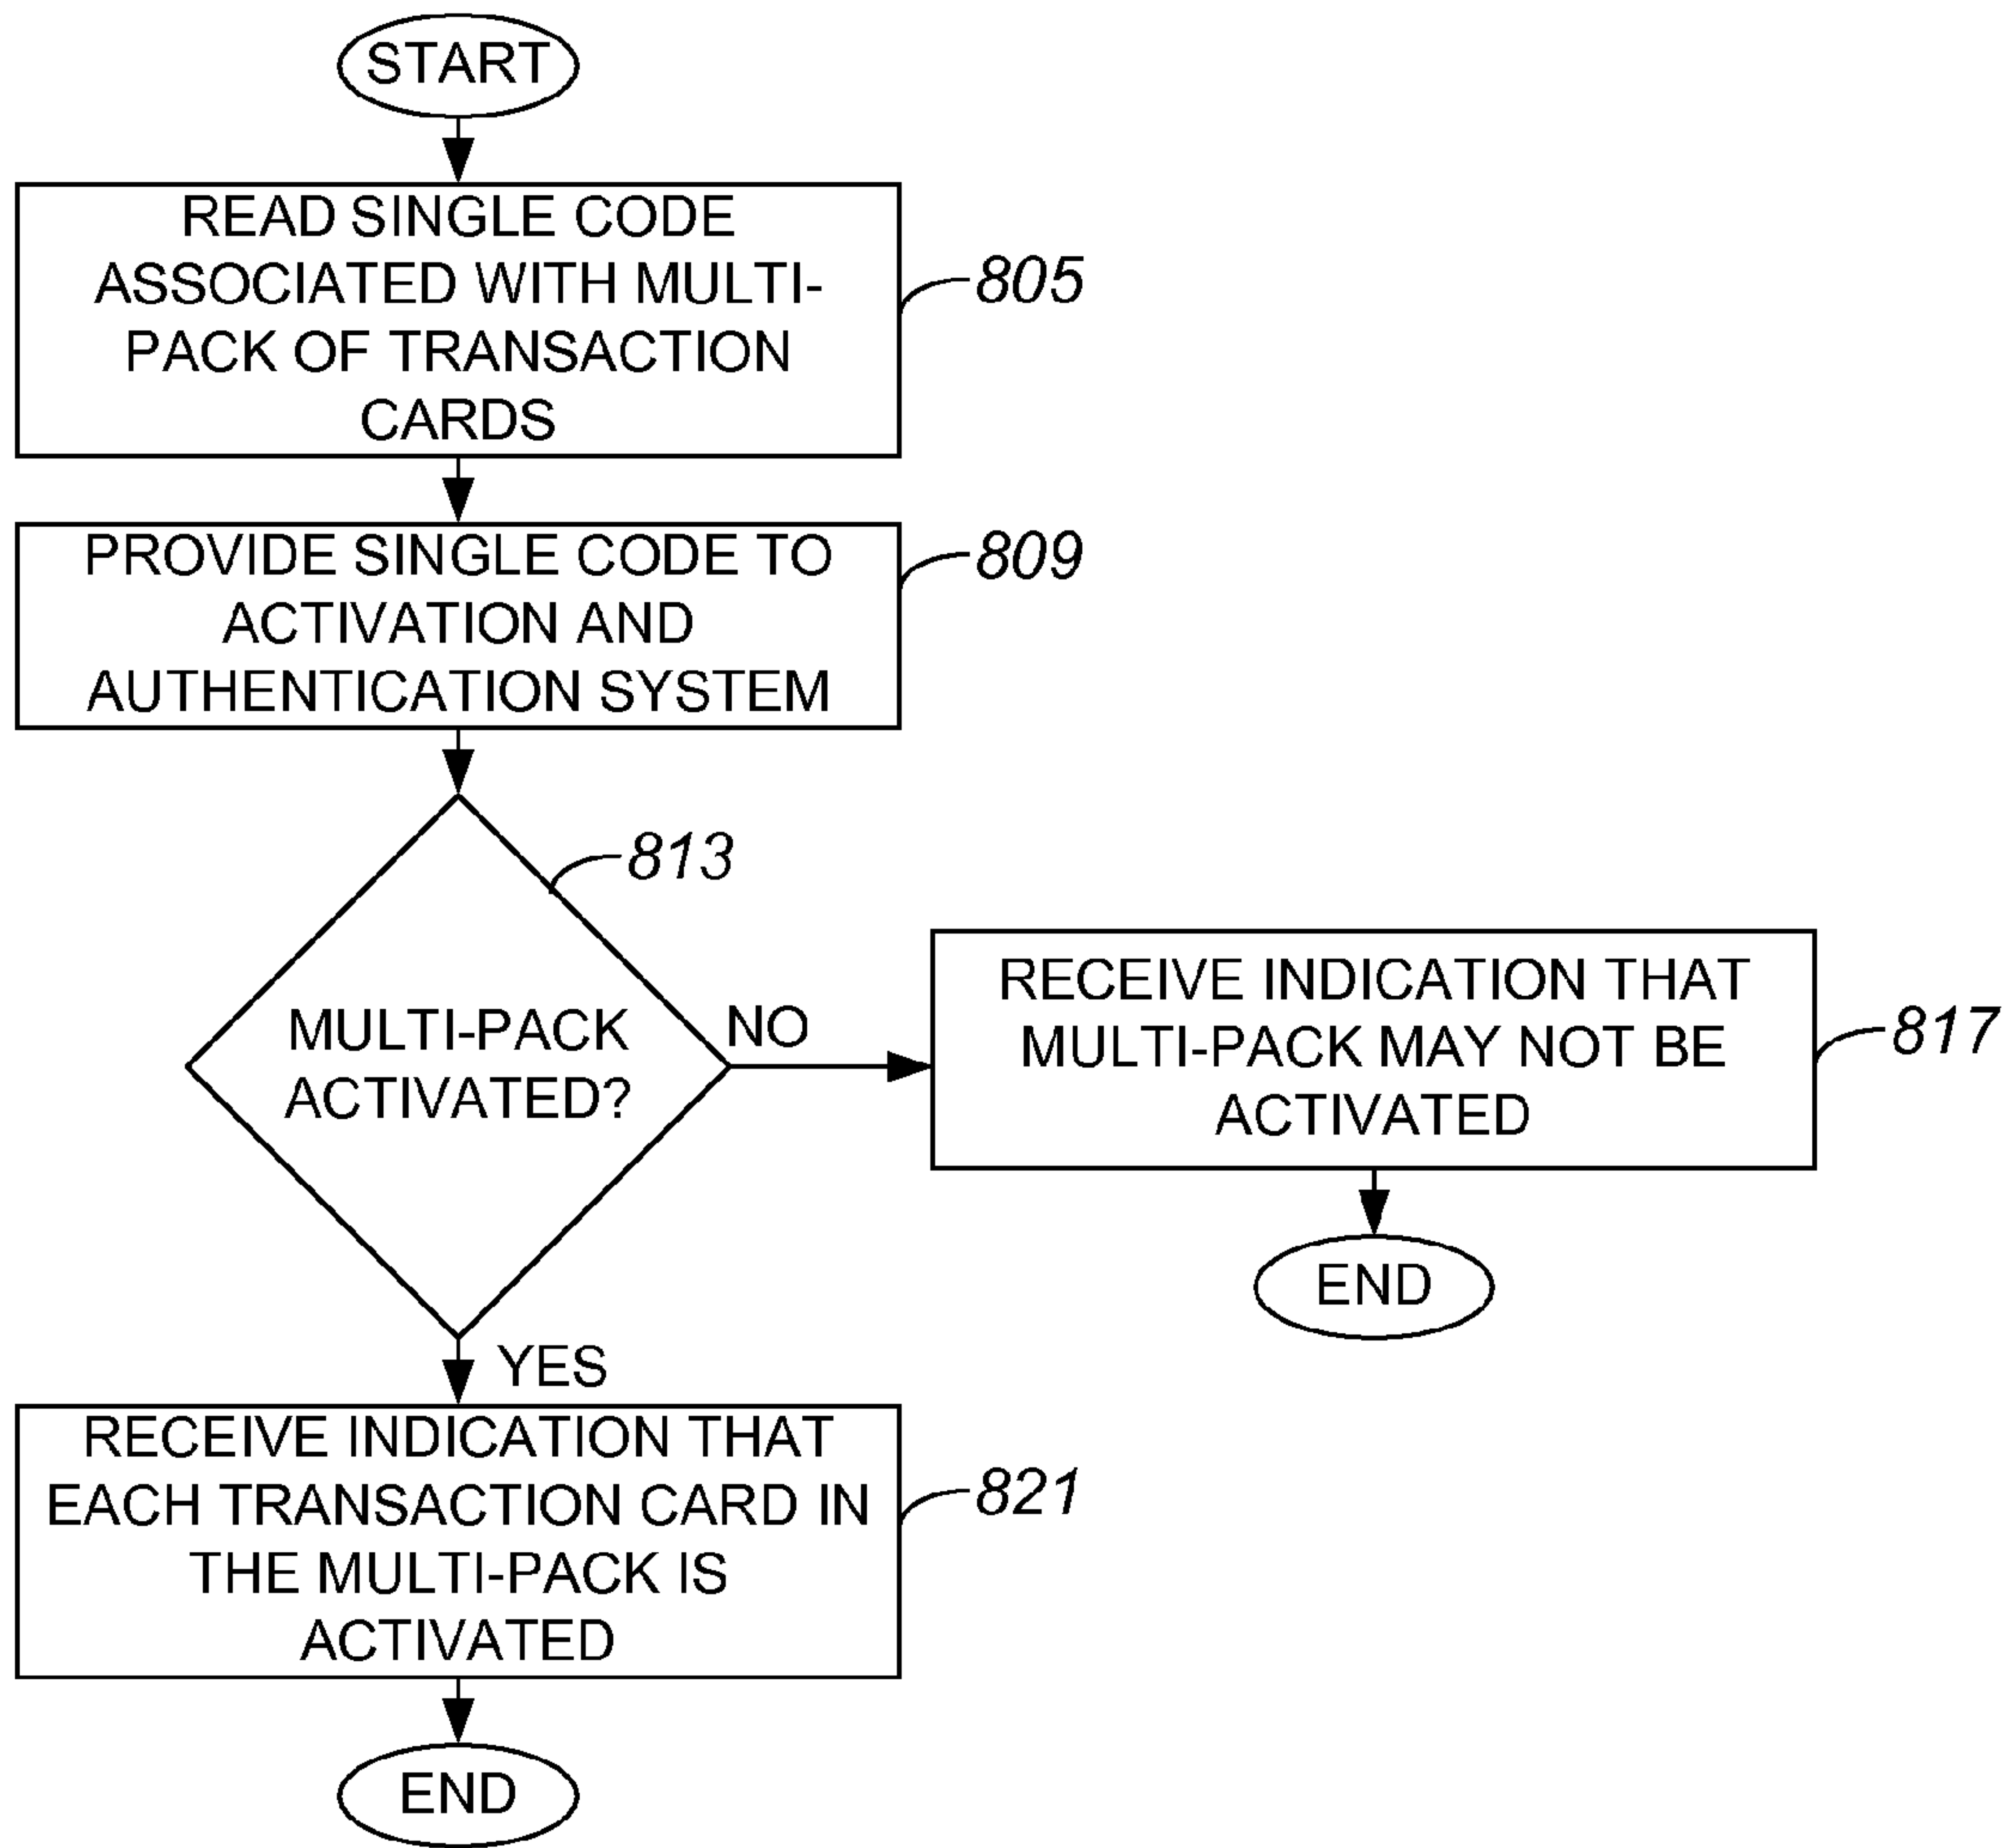 START
READ SINGLE CODE
ASSOCIATED WITH MULTI-
PACK OF TRANSACTION
CARDS
805
PROVIDE SINGLE CODE TO
ACTIVATION AND
AUTHENTICATION SYSTEM
809
813
MULTI-PACK
ACTIVATED?
NO
RECEIVE INDICATION THAT
MULTI-PACK MAY NOT BE
ACTIVATED
817
END
YES
RECEIVE INDICATION THAT
EACH TRANSACTION CARD IN
THE MULTI-PACK IS
ACTIVATED
821
END